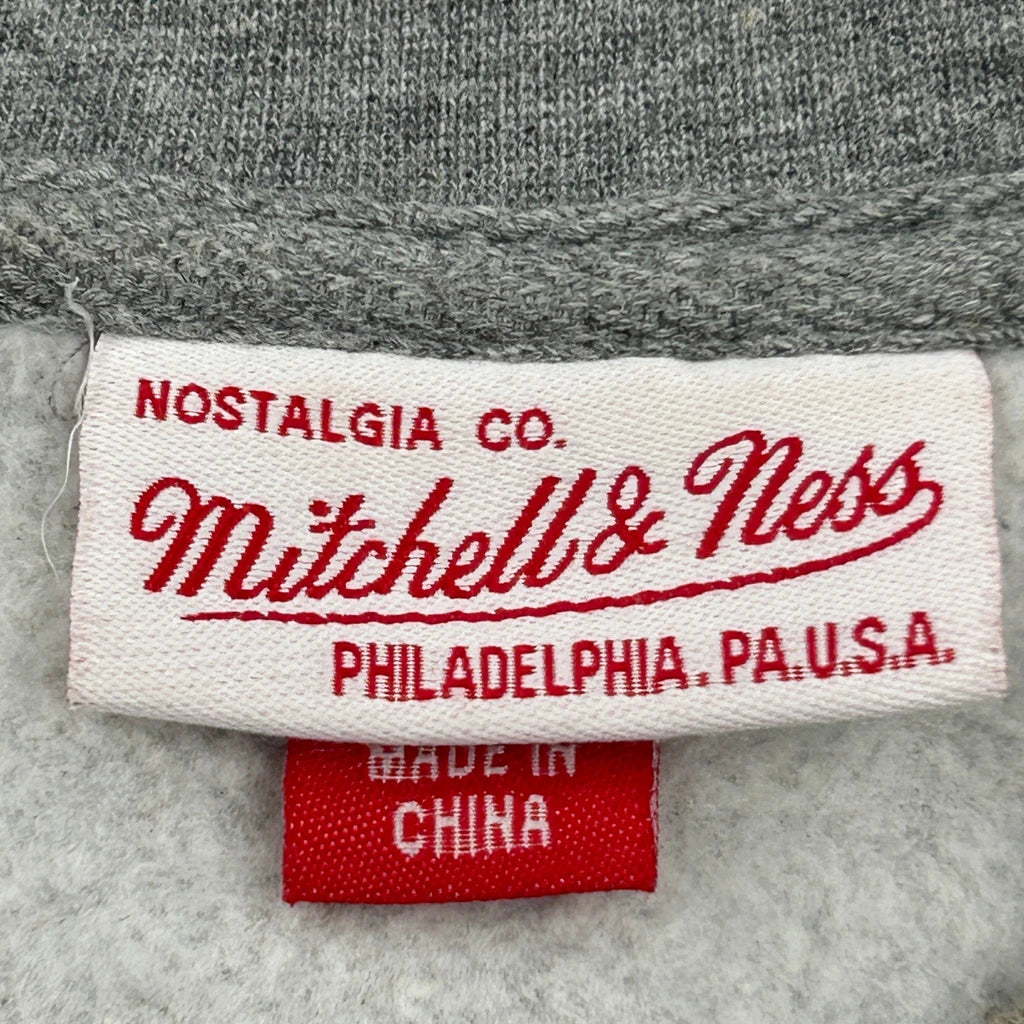 NOSTALGIA CO.
Mitchell & Ness
PHILADELPHIA, PA. U.S.A.
MADE IN
CHINA